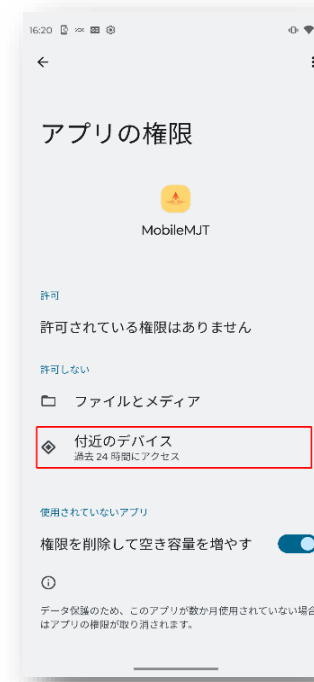 16:20
アプリの権限
MobileMJT
許可
許可されている権限はありません
許可しない
ファイルとメディア
付近のデバイス
過去 24 時間にアクセス
使用されていないアプリ
権限を削除して空き容量を増やす
データ保護のため、このアプリが数か月使用されていない場合
はアプリの権限が取り消されます。